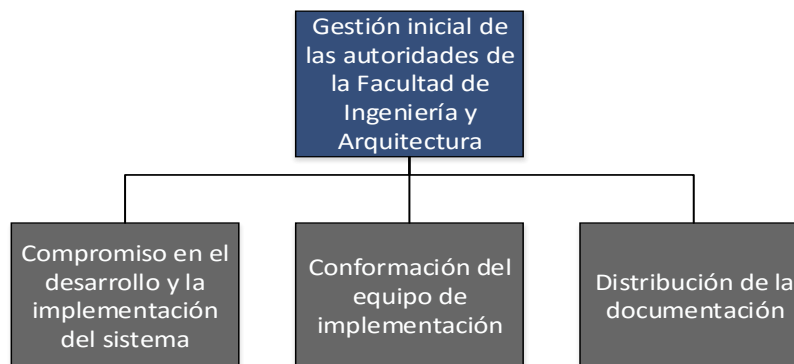 Gestión inicial de
las autoridades de
la Facultad de
Ingeniería y
Arquitectura
Compromiso en el
desarrollo y la
implementación
del sistema
Conformación del
equipo de
implementación
Distribución de la
documentación